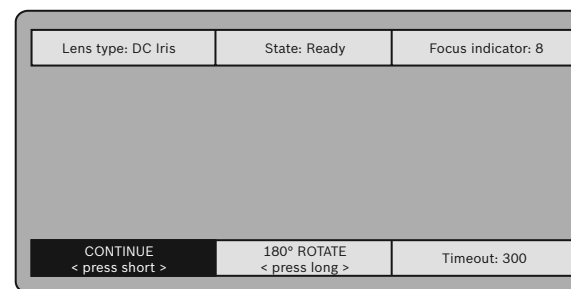 Lens type: DC Iris
State: Ready
Focus indicator: 8
CONTINUE
< press short >
180° ROTATE
< press long >
Timeout: 300